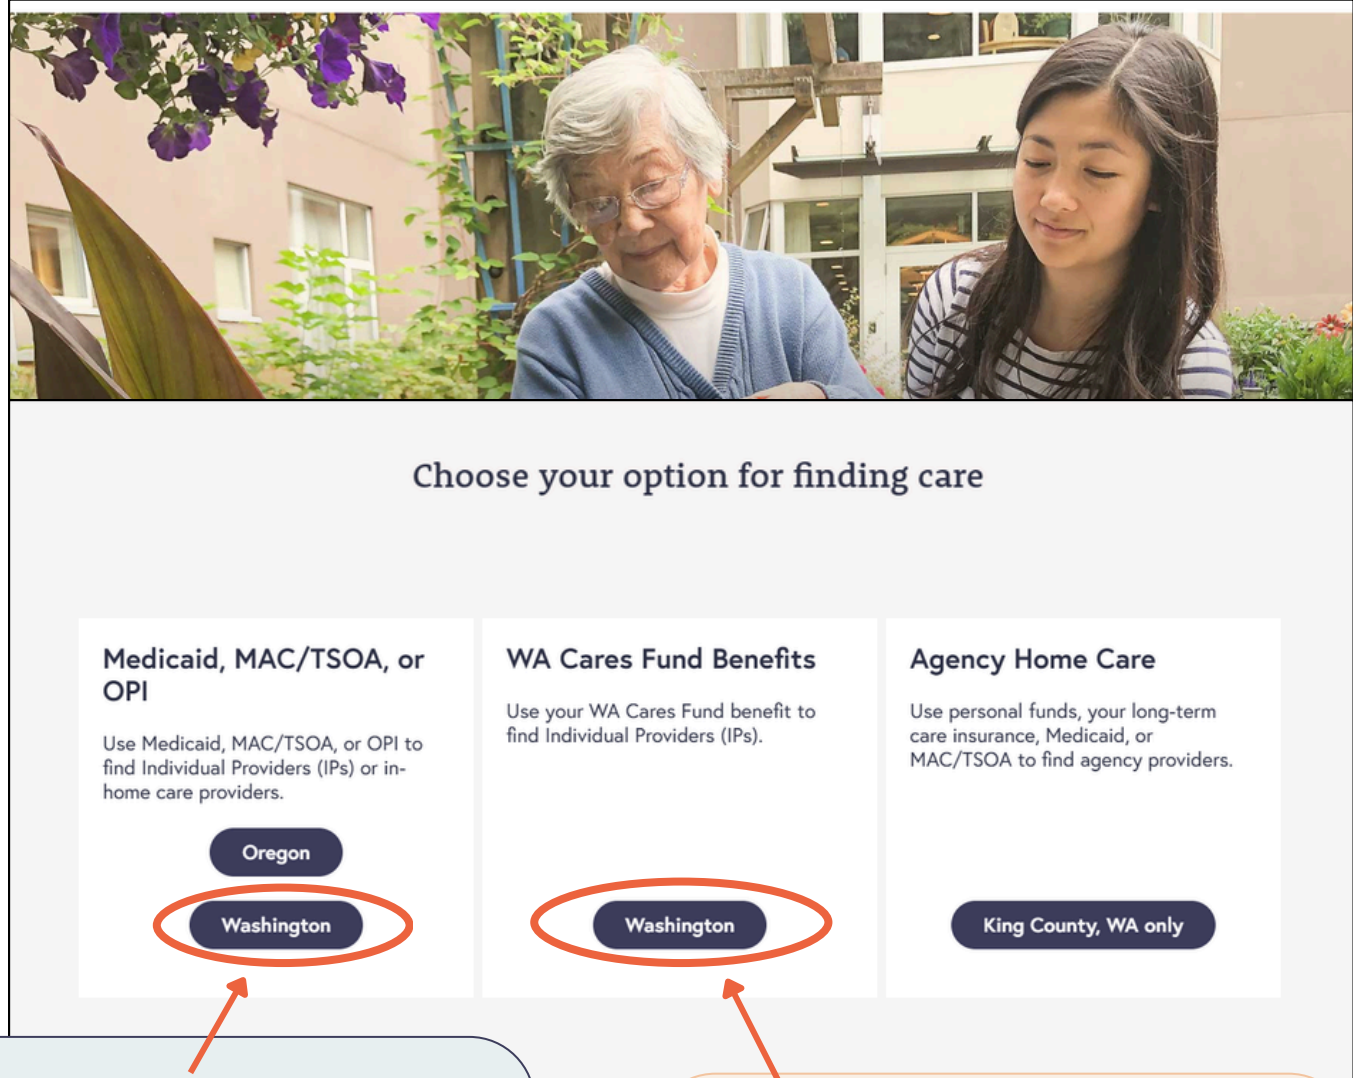 Choose your option for finding care
Medicaid, MAC/TSOA, or
OPI
Use Medicaid, MAC/TSOA, or OPI to
find Individual Providers (IPs) or in-
home care providers.
Oregon
Washington
WA Cares Fund Benefits
Use your WA Cares Fund benefit to
find Individual Providers (IPs).
Washington
Agency Home Care
Use personal funds, your long-term
care insurance, Medicaid, or
MAC/TSOA to find agency providers.
King County, WA only